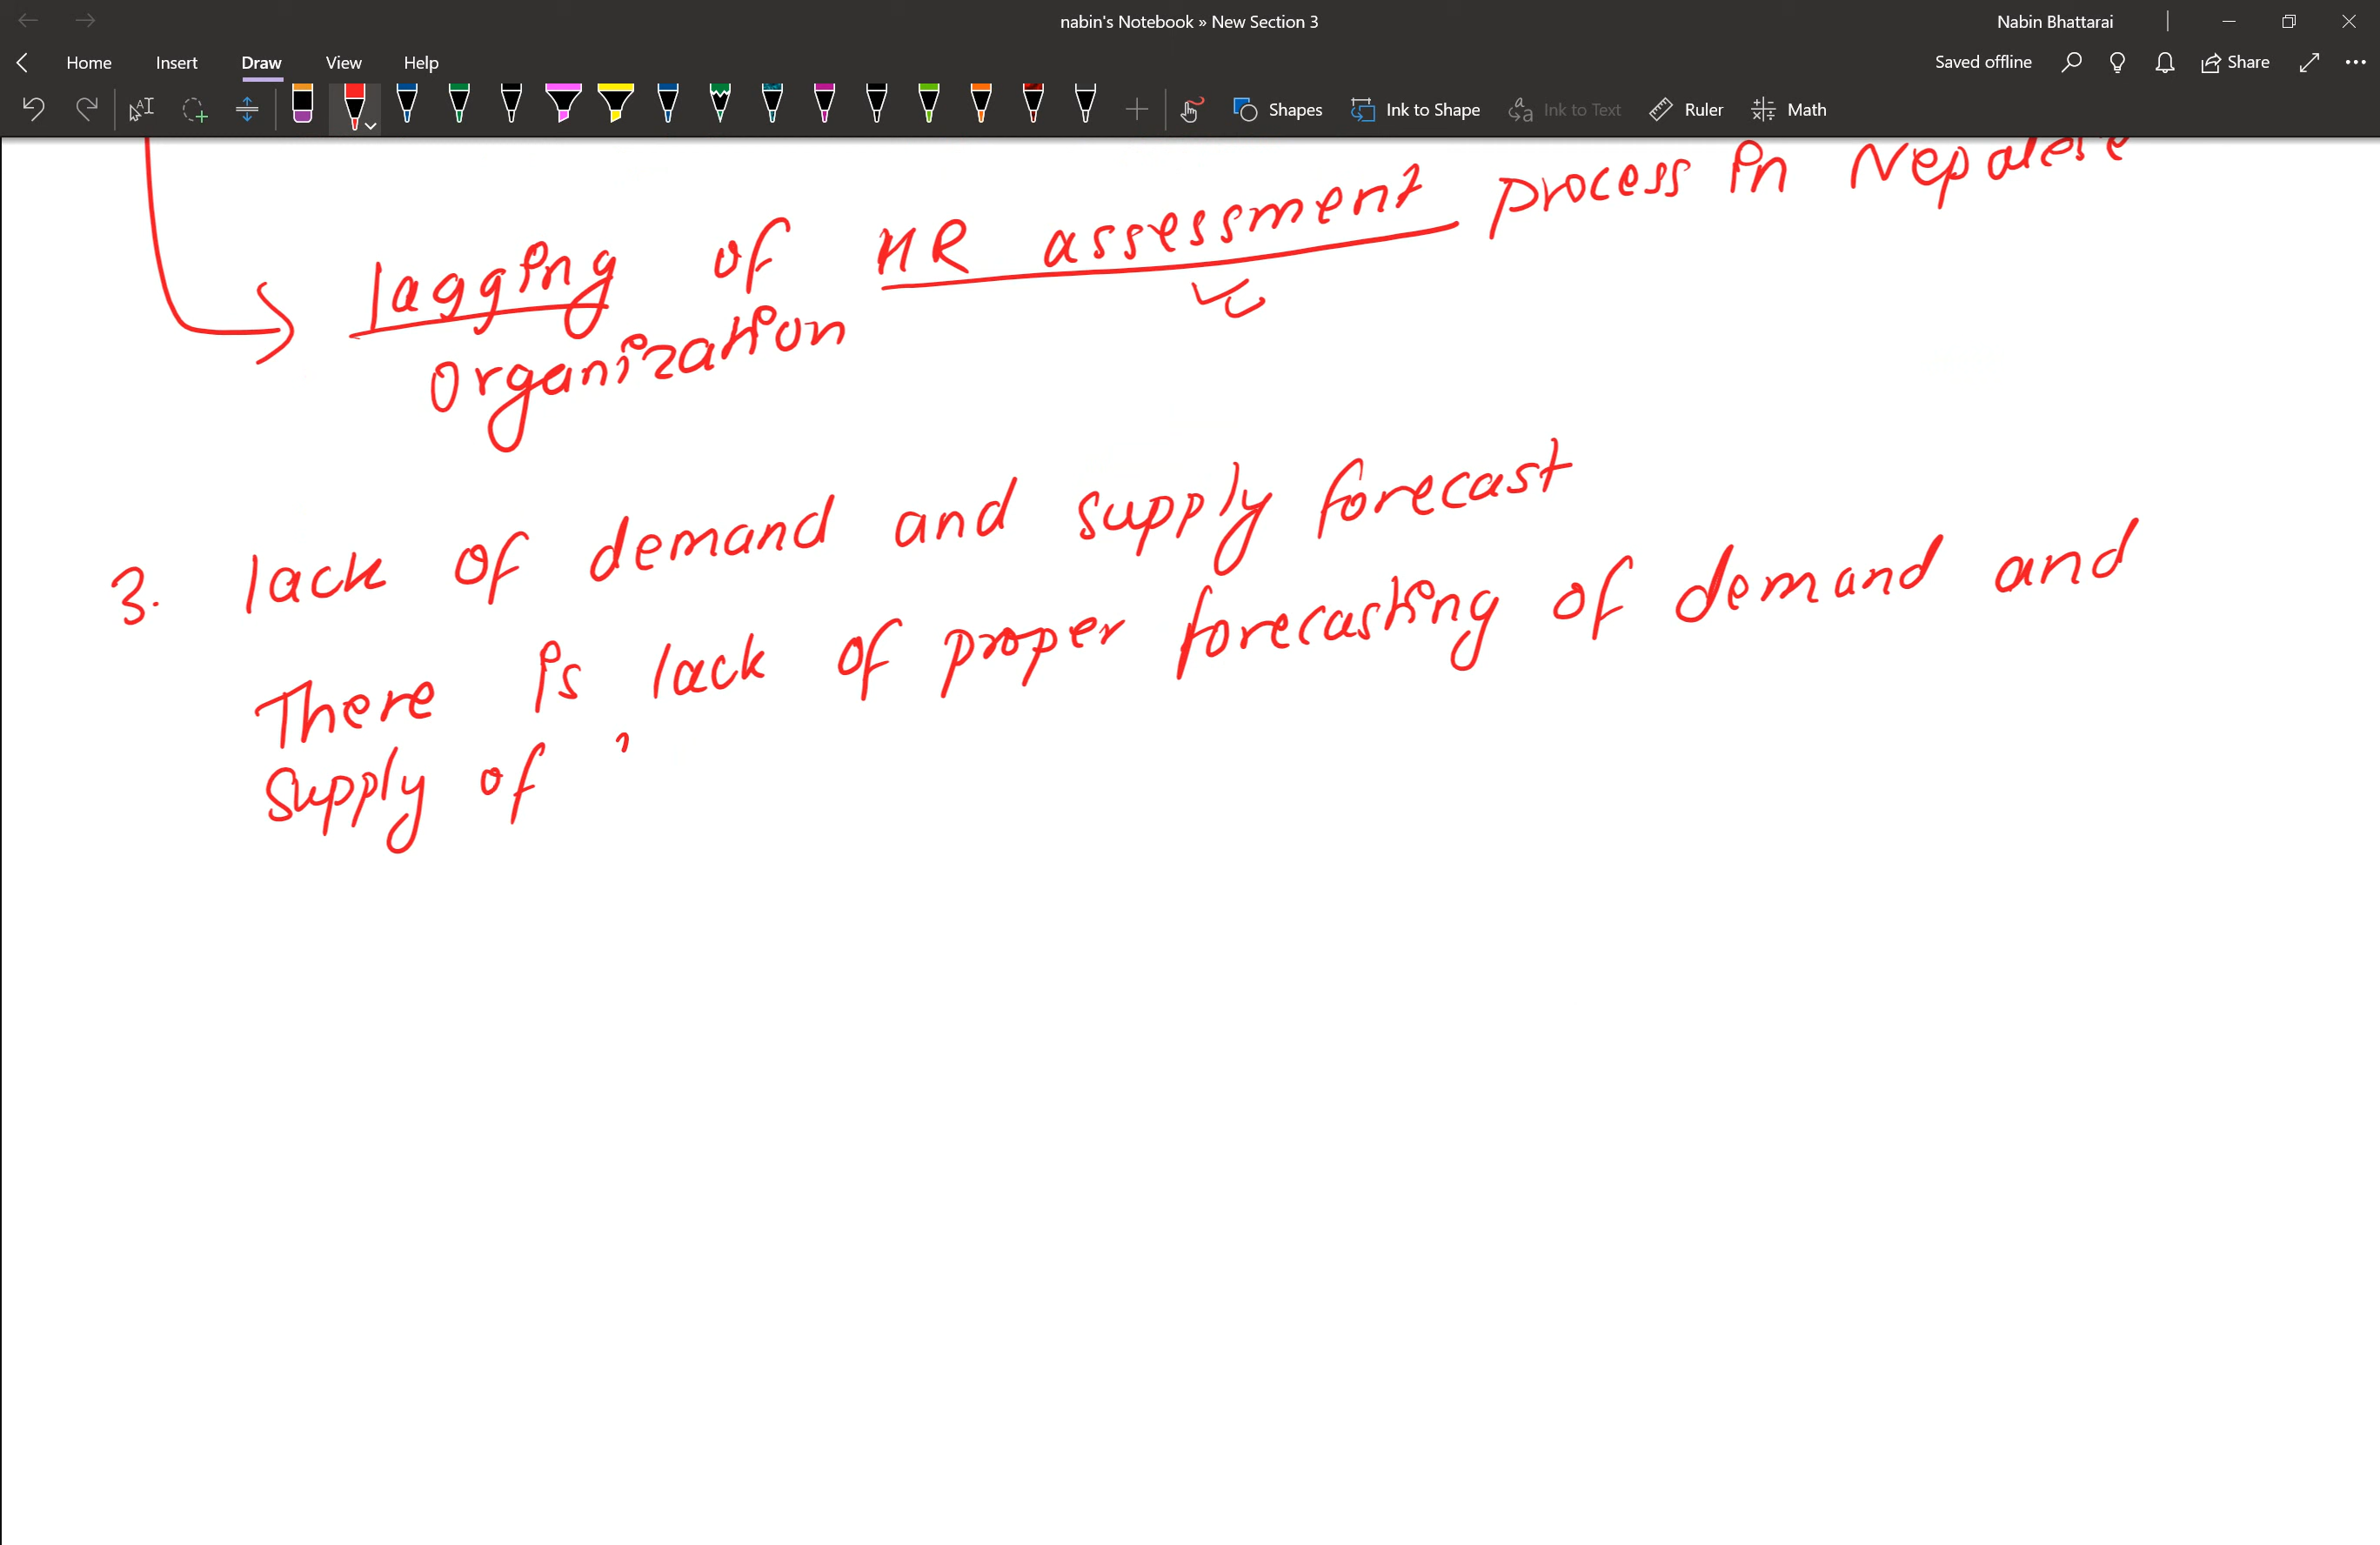 nabin's Notebook » New Section 3
Nabin Bhattarai
Home Insert Draw View Help
Saved offline
Share
Shapes Ink to Shape Ink to Text Ruler Math
lagging of HR assessment process in Nepalese
organization
3. lack of demand and supply forecast
There is lack of proper forecasting of demand and
supply of